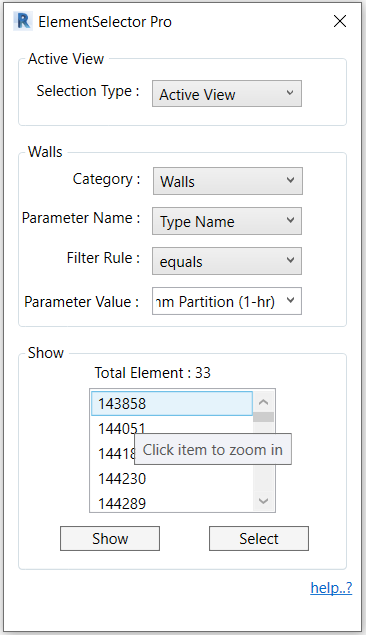 ElementSelector Pro
Active View
Selection Type : Active View
Walls
Category : Walls
Parameter Name : Type Name
Filter Rule : equals
Parameter Value : nm Partition (1-hr)
Show
Total Element : 33
143858
144051
14418
Click item to zoom in
144230
144289
Show Select
help..?